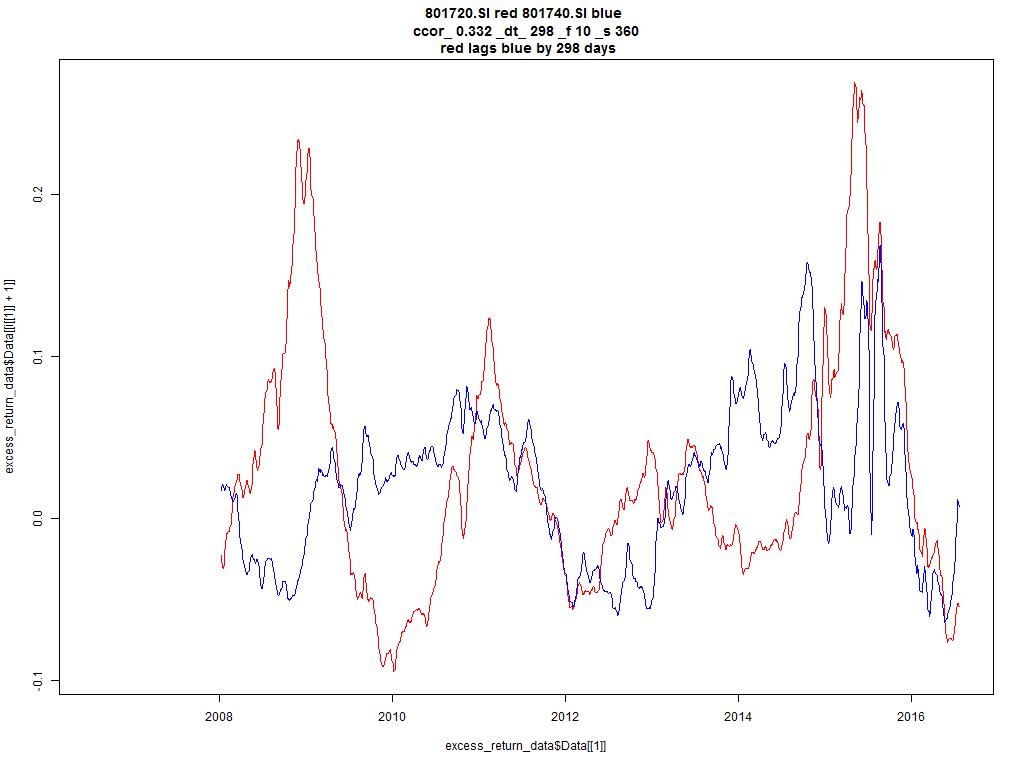 801720.SI red 801740.SI blue
ccor_ 0.332 _dt_ 298 _f 10 _s 360
red lags blue by 298 days
excess_return_data$Data[[i[[1]] + 1]]
0.2
0.1
0.0
-0.1
2008 2010 2012 2014 2016
excess_return_data$Data[[1]]